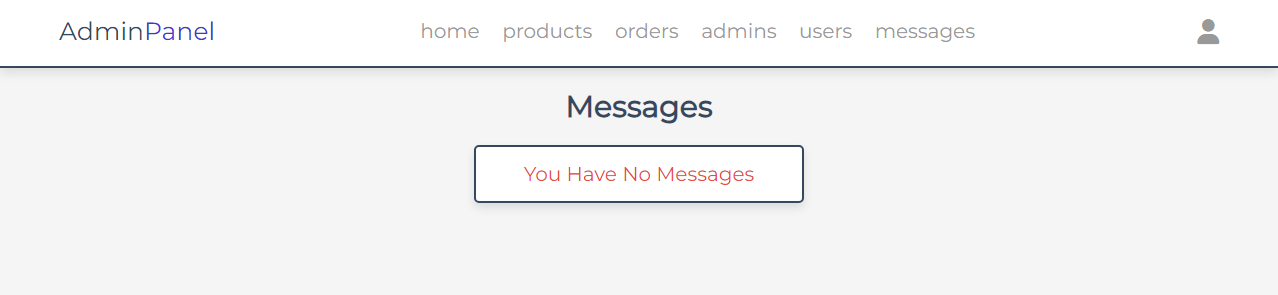 AdminPanel home products orders admins users messages
Messages
You Have No Messages